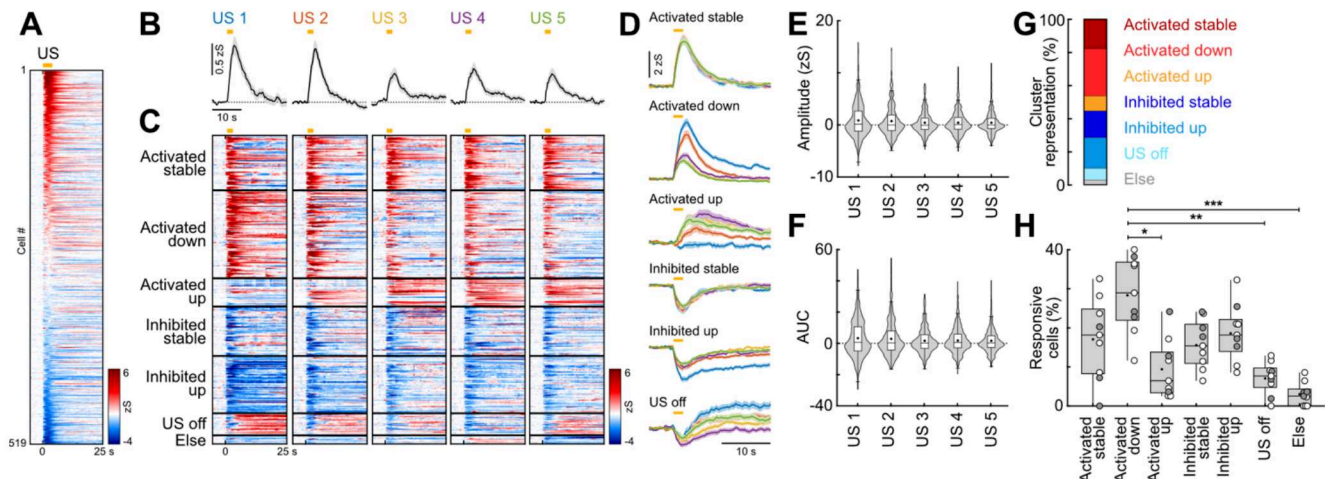 A
US
1
Cell #
519
0
25 s
6
zS
-4
B
US 1
US 2
US 3
US 4
US 5
0.5 zS
10 s
C
Activated
stable
Activated
down
Activated
up
Inhibited
stable
Inhibited
up
US off
Else
0
25 s
6
zS
-4
D
Activated stable
2 zS
Activated down
Activated up
Inhibited stable
Inhibited up
US off
10 s
E
Amplitude (zS)
20
0
-10
US 1
US 2
US 3
US 4
US 5
F
AUC
60
0
-40
US 1
US 2
US 3
US 4
US 5
G
Cluster
representation (%)
100
0
Activated stable
Activated down
Activated up
Inhibited stable
Inhibited up
US off
Else
H
***
**
*
Responsive
cells (%)
40
0
Activated
stable
Activated
down
Activated
up
Inhibited
stable
Inhibited
up
US off
Else